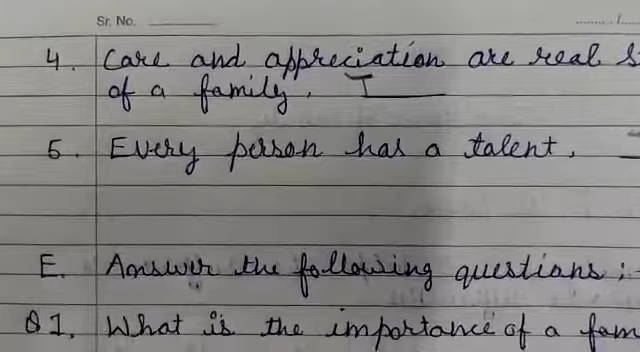 Sr. No.
4. Care and appreciation are real
of a family. T
5. Every person has a talent.
E. Answer the following questions:-
Q1. What is the importance of a